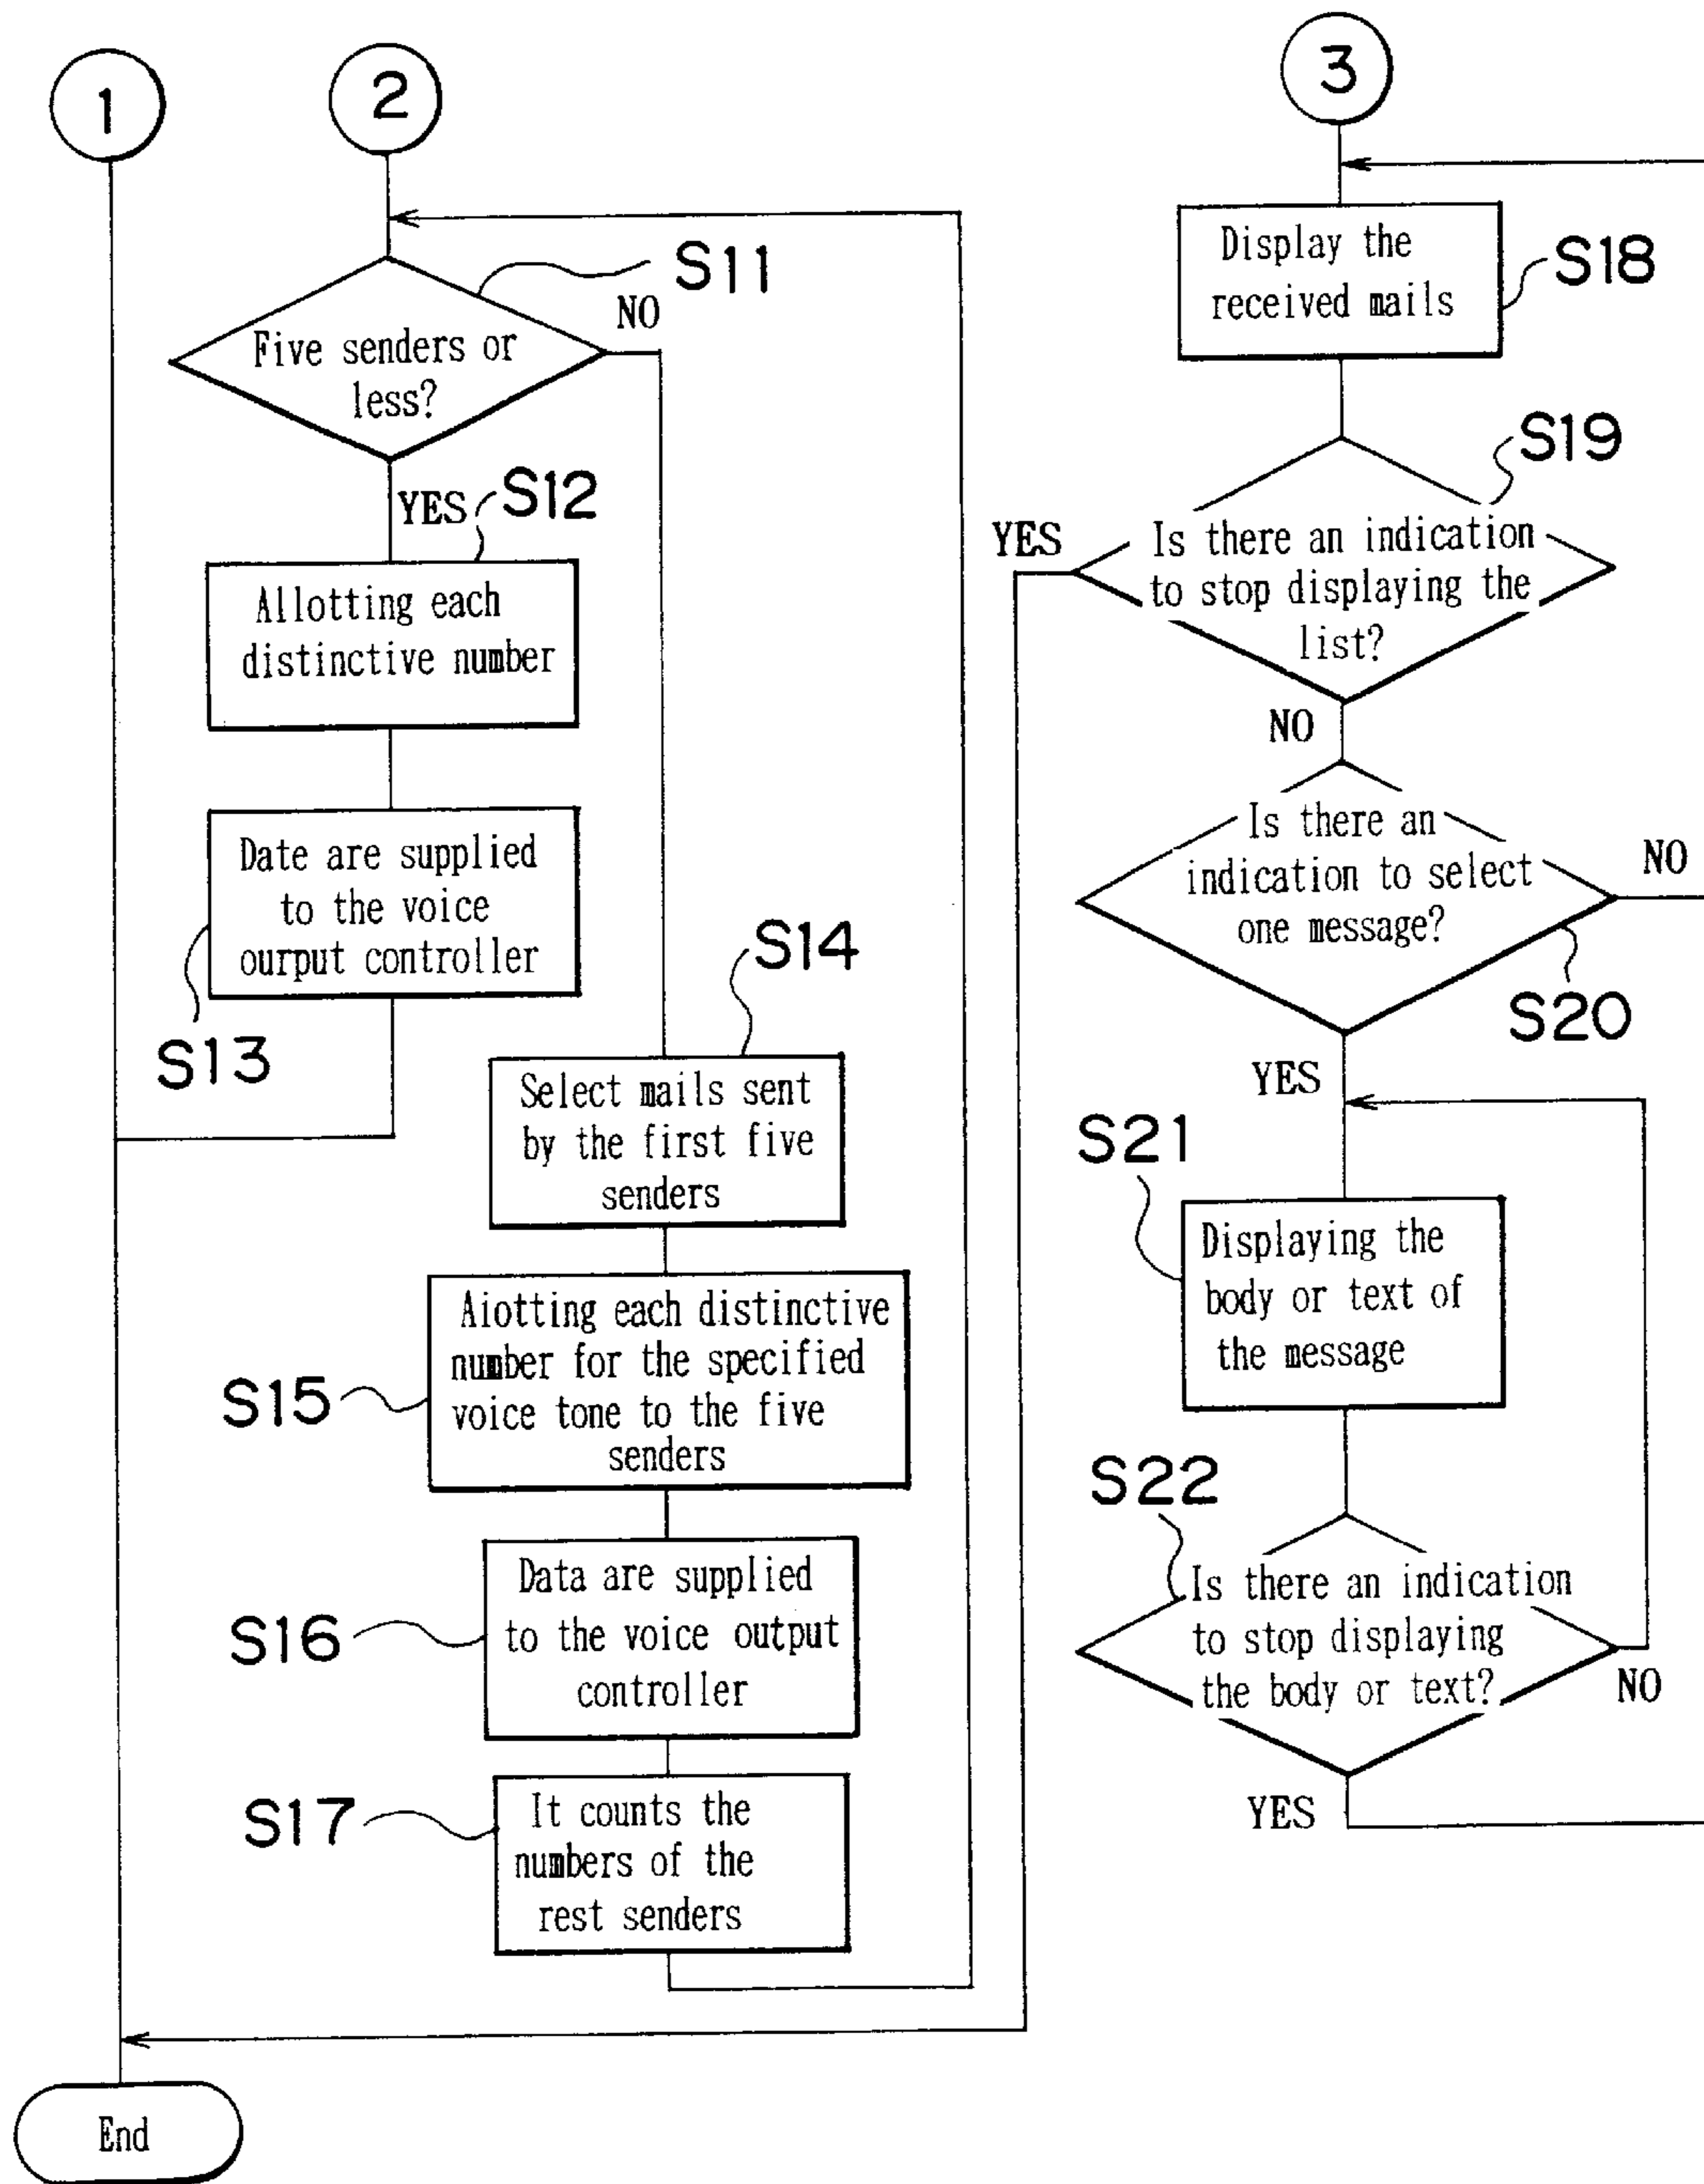 1
2
S11
NO
Five senders or
less?
YES
S12
Allotting each
distinctive number
Date are supplied
to the voice
ourput controller
S13
S14
Select mails sent
by the first five
senders
Aiotting each distinctive
number for the specified
voice tone to the five
senders
S15
Data are supplied
to the voice output
controller
S16
It counts the
numbers of the
rest senders
S17
End
3
Display the
received mails
S18
S19
YES
Is there an indication
to stop displaying the
list?
NO
Is there an
indication to select
one message?
NO
S20
YES
S21
Displaying the
body or text of
the message
S22
Is there an indication
to stop displaying
the body or text?
NO
YES